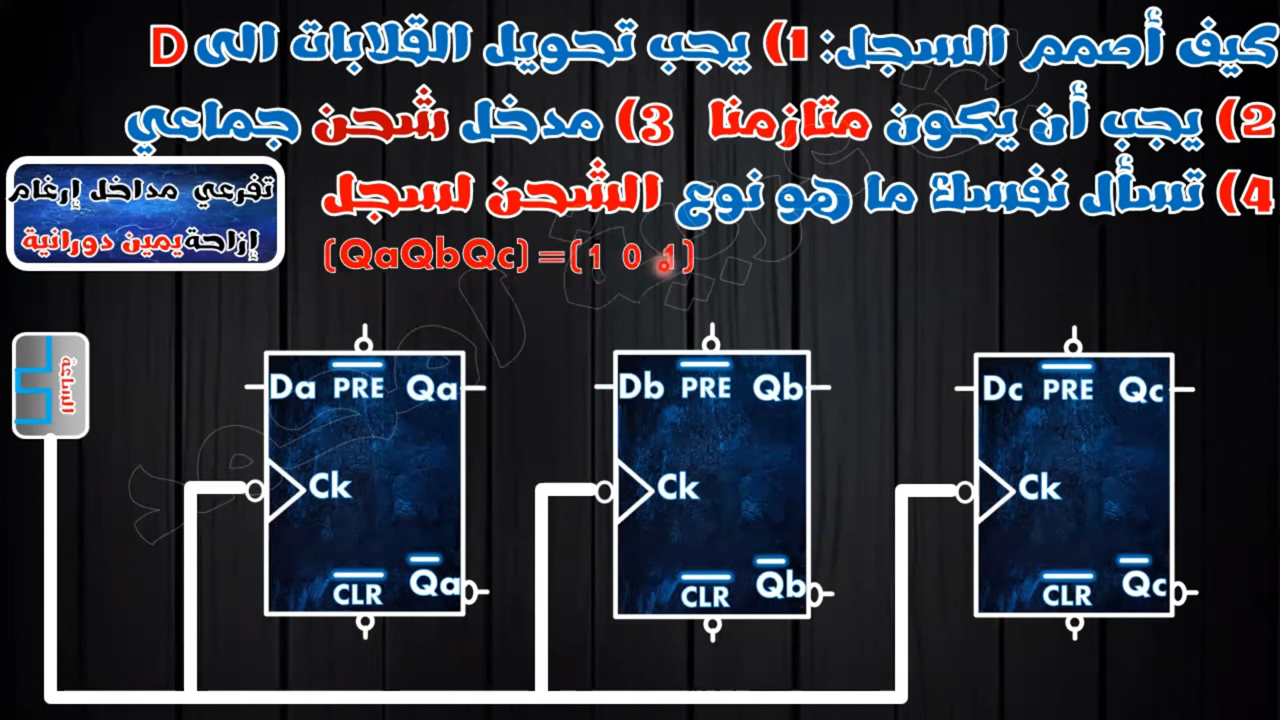 كيف أصمم السجل: 1) يجب تحويل القلابات الى D
2) يجب أن يكون متازمنا 3) مدخل شحن جماعي
4) تسأل نفسك ما هو نوع الشحن لسجل
تفرعي مداخل إرغام
إزاحة يمين دورانية
(QaQbQc)=(1 0 1)
الساعة
Da PRE Qa
Db PRE Qb
Dc PRE Qc
Ck
Ck
Ck
CLR Qa
CLR Qb
CLR Qc